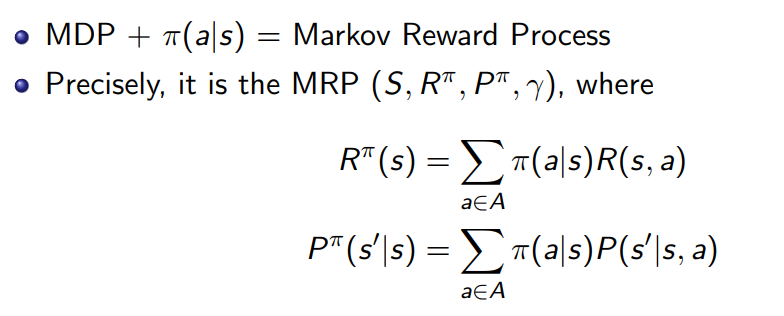 • MDP + π(a|s) = Markov Reward Process
• Precisely, it is the MRP (S, R^π, P^π, γ), where
R^π(s) = ∑_{a∈A} π(a|s)R(s, a)
P^π(s′|s) = ∑_{a∈A} π(a|s)P(s′|s, a)